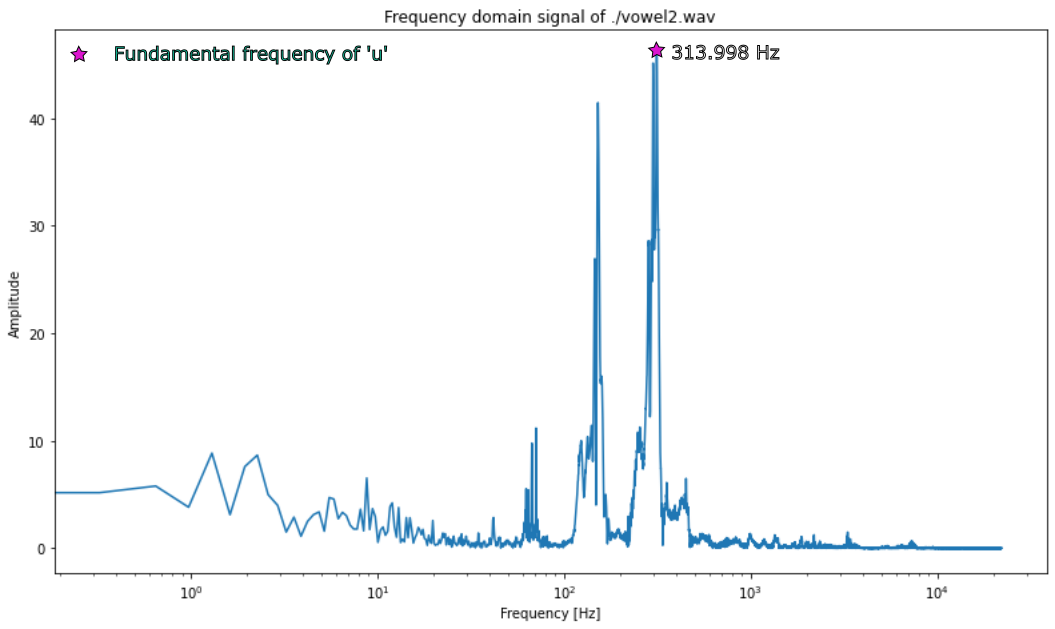 Frequency domain signal of ./vowel2.wav
Fundamental frequency of 'u'
313.998 Hz
40
30
20
10
0
Amplitude
10⁰
10¹
10²
10³
10⁴
Frequency [Hz]